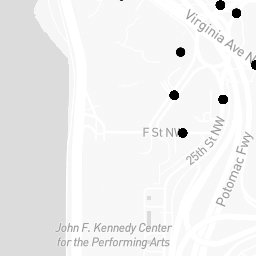 Virginia Ave N
F St NW
25th St NW
Potomac Fwy
John F. Kennedy Center
for the Performing Arts